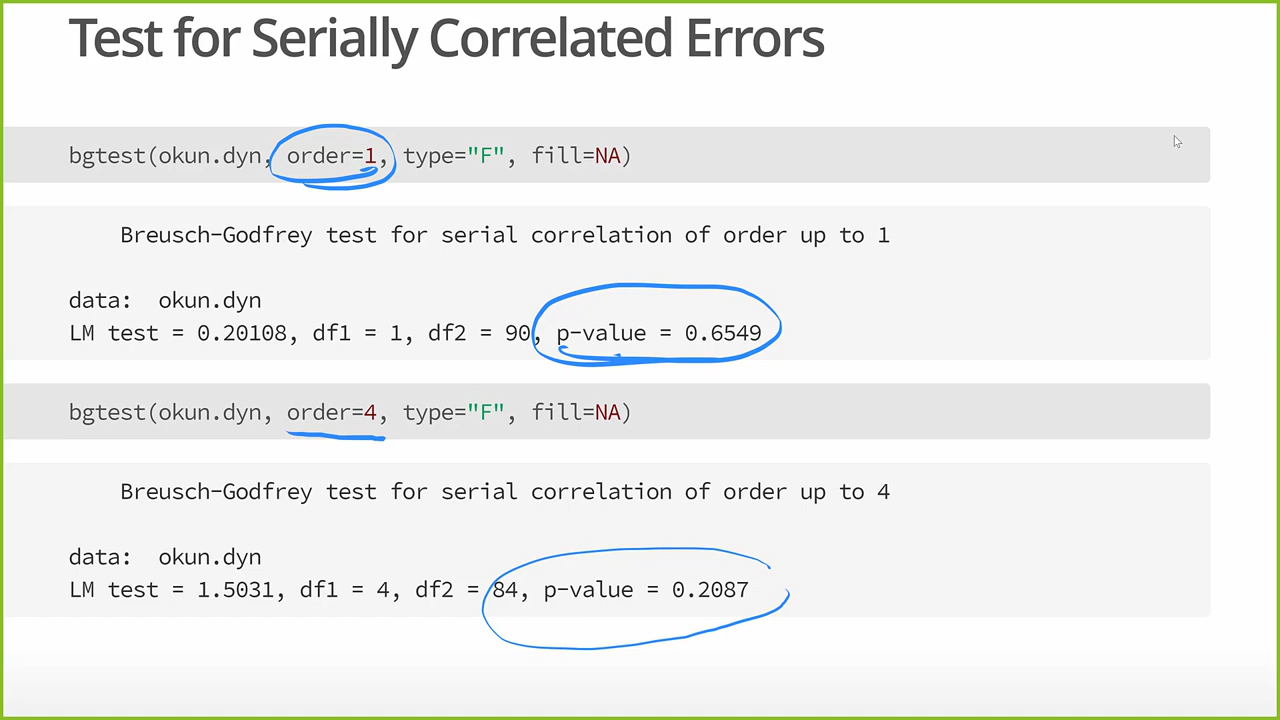 Test for Serially Correlated Errors
bgtest(okun.dyn, order=1, type="F", fill=NA)
Breusch-Godfrey test for serial correlation of order up to 1
data:  okun.dyn
LM test = 0.20108, df1 = 1, df2 = 90, p-value = 0.6549
bgtest(okun.dyn, order=4, type="F", fill=NA)
Breusch-Godfrey test for serial correlation of order up to 4
data:  okun.dyn
LM test = 1.5031, df1 = 4, df2 = 84, p-value = 0.2087